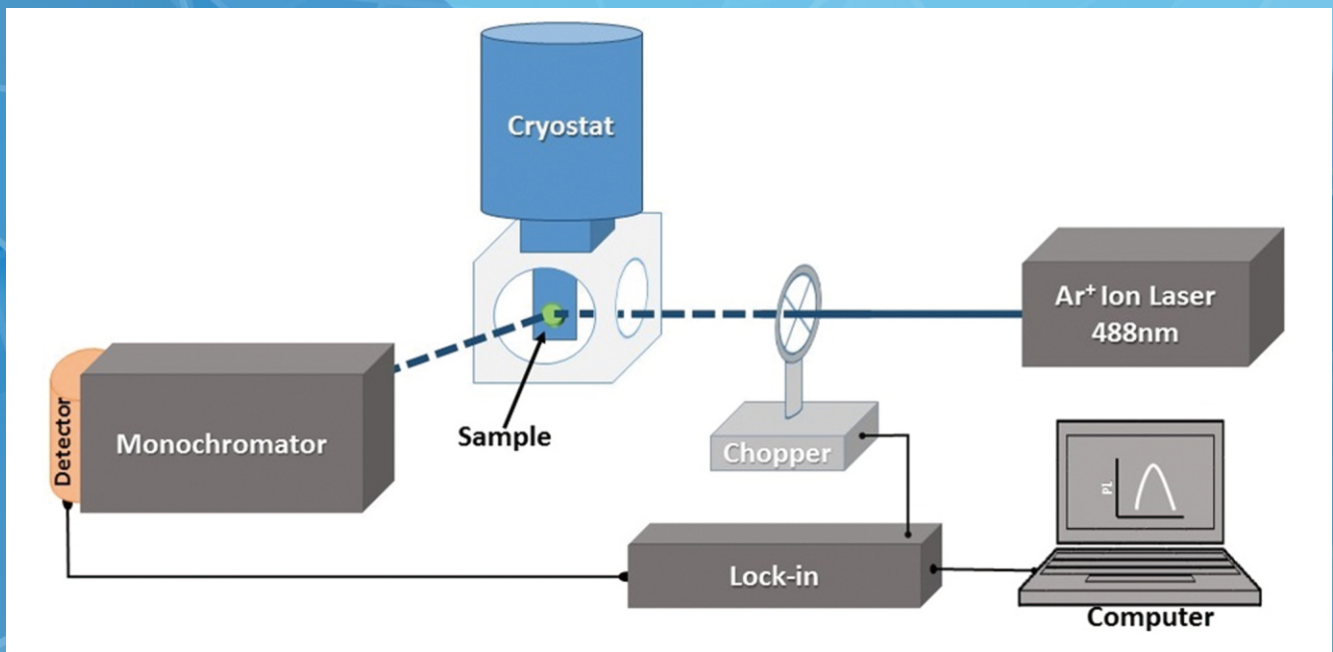 Cryostat
Ar⁺ Ion Laser
488nm
Sample
Detector
Monochromator
Chopper
PL
Lock-in
Computer